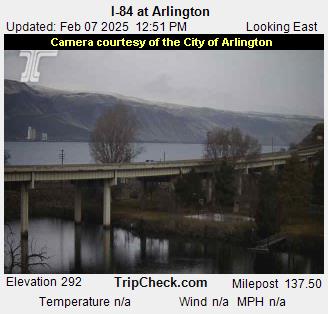 I-84 at Arlington
Updated: Feb 07 2025 12:51 PM Looking East
Camera courtesy of the City of Arlington
Elevation 292 TripCheck.com Milepost 137.50
Temperature n/a Wind n/a MPH n/a